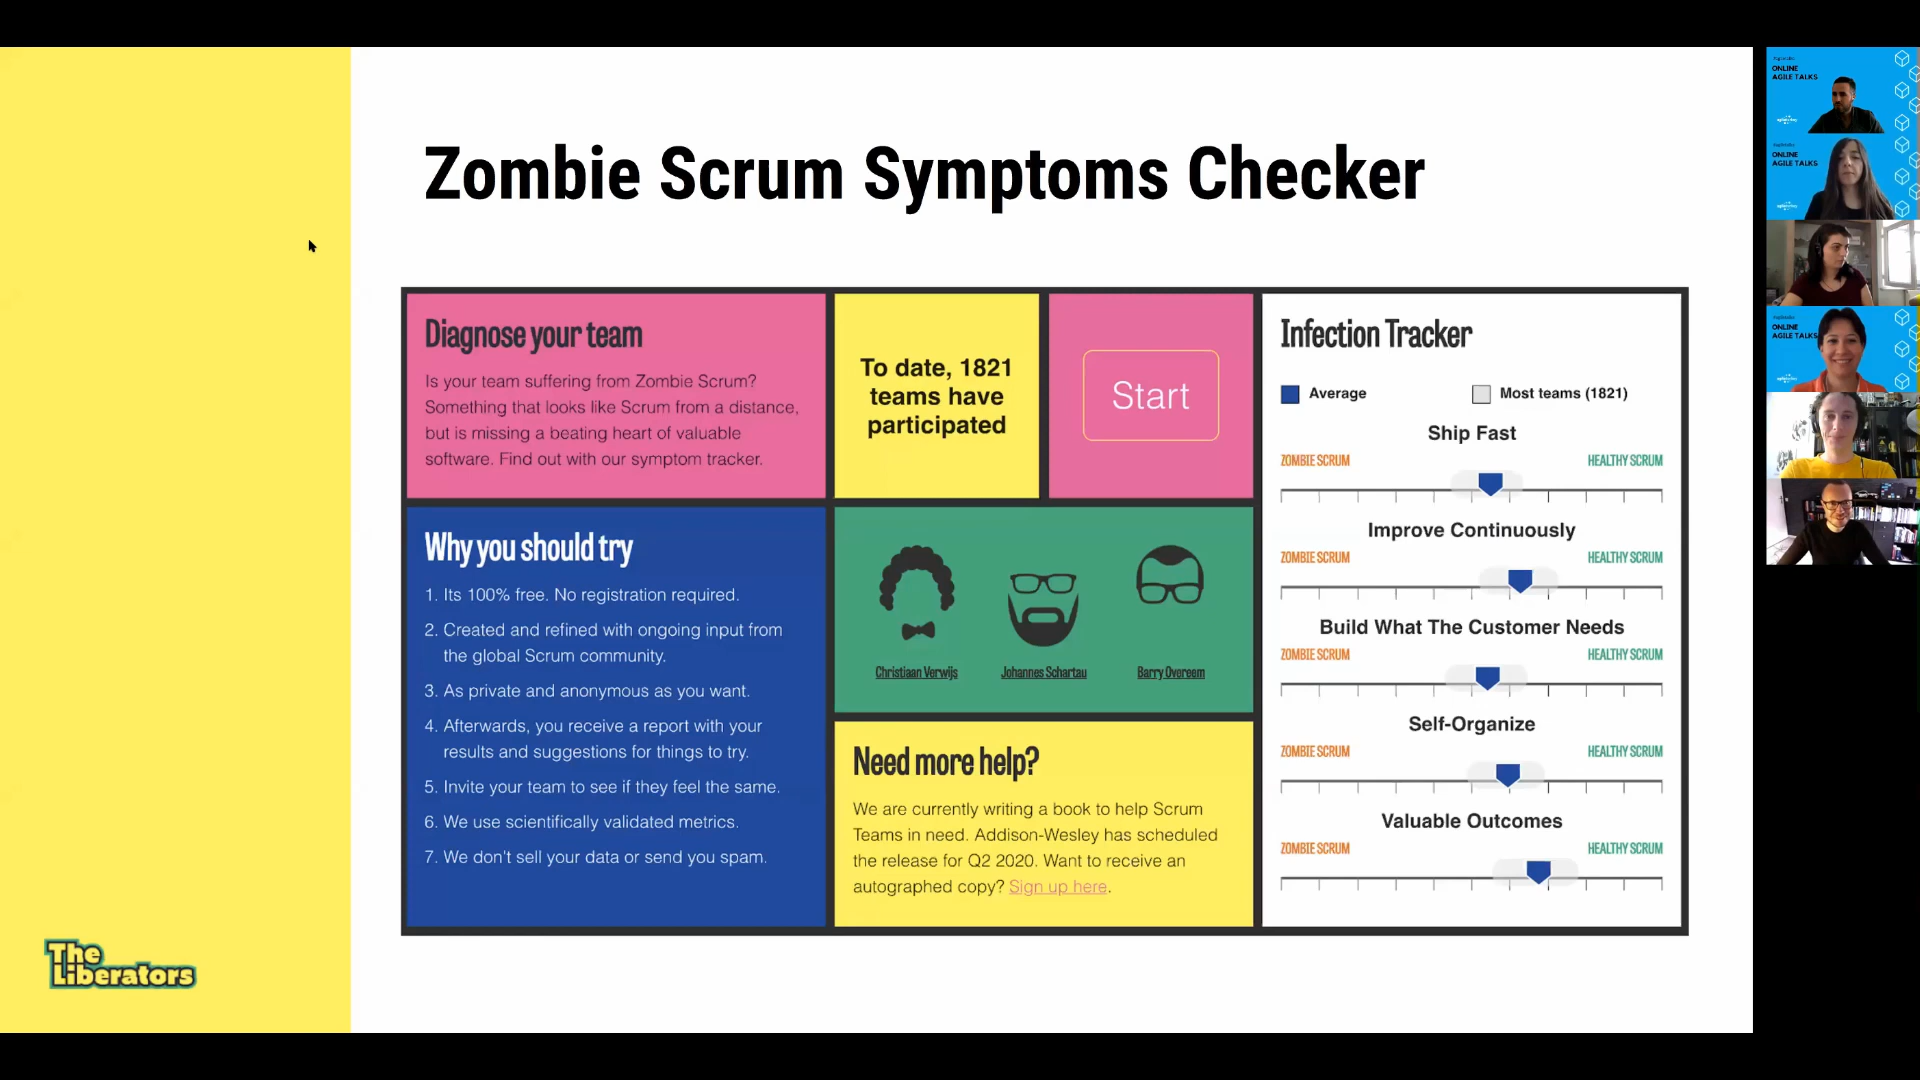 Zombie Scrum Symptoms Checker
Diagnose your team
Is your team suffering from Zombie Scrum?
Something that looks like Scrum from a distance,
but is missing a beating heart of valuable
software. Find out with our symptom tracker.
To date, 1821
teams have
participated
Start
Why you should try
1. Its 100% free. No registration required.
2. Created and refined with ongoing input from
the global Scrum community.
3. As private and anonymous as you want.
4. Afterwards, you receive a report with your
results and suggestions for things to try.
5. Invite your team to see if they feel the same.
6. We use scientifically validated metrics.
7. We don't sell your data or send you spam.
Christiaan Verwijs
Johannes Schartau
Barry Overeem
Need more help?
We are currently writing a book to help Scrum
Teams in need. Addison-Wesley has scheduled
the release for Q2 2020. Want to receive an
autographed copy? Sign up here.
Infection Tracker
Average
Most teams (1821)
Ship Fast
ZOMBIE SCRUM
HEALTHY SCRUM
Improve Continuously
ZOMBIE SCRUM
HEALTHY SCRUM
Build What The Customer Needs
ZOMBIE SCRUM
HEALTHY SCRUM
Self-Organize
ZOMBIE SCRUM
HEALTHY SCRUM
Valuable Outcomes
ZOMBIE SCRUM
HEALTHY SCRUM
The
Liberators
ONLINE
AGILE TALKS
ONLINE
AGILE TALKS
ONLINE
AGILE TALKS